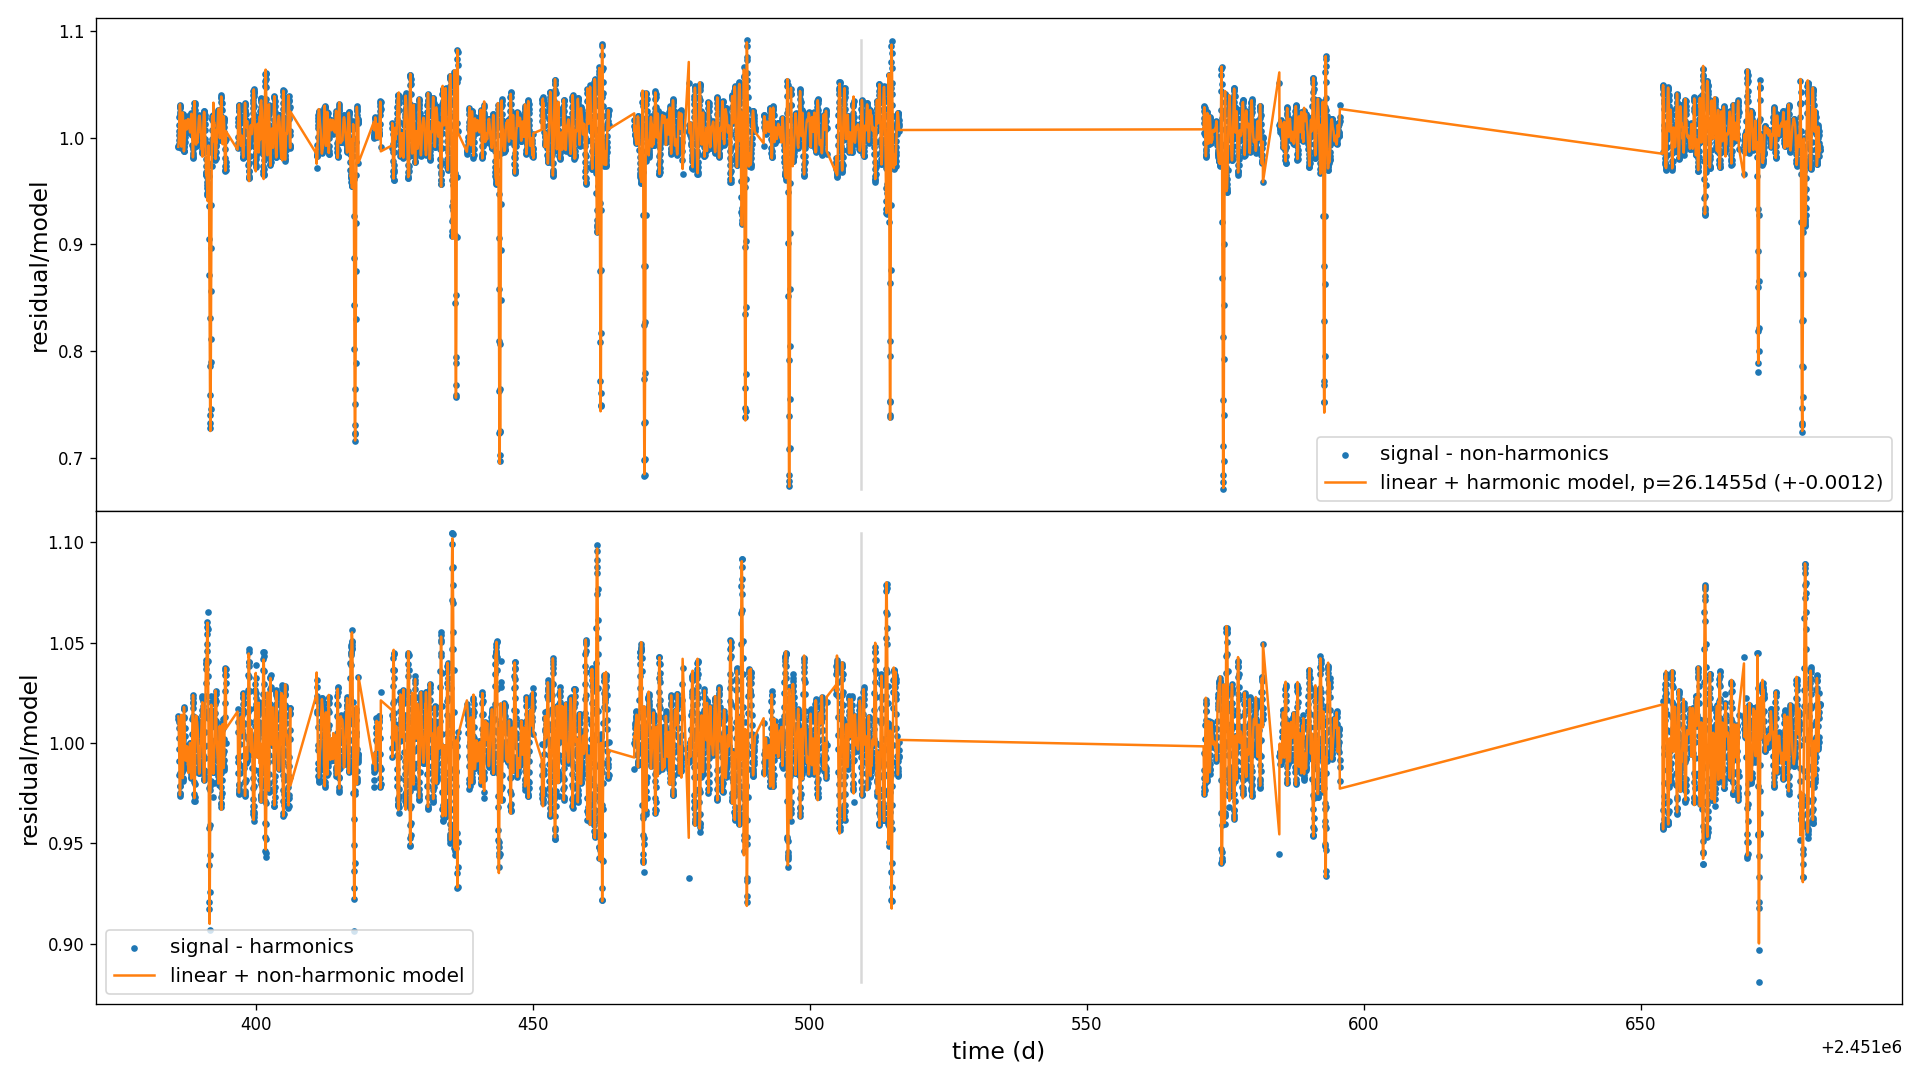 1.1
1.0
0.9
0.8
0.7
residual/model
signal - non-harmonics
linear + harmonic model, p=26.1455d (+-0.0012)
1.10
1.05
1.00
0.95
0.90
residual/model
signal - harmonics
linear + non-harmonic model
400
450
500
550
600
650
time (d)
+2.451e6